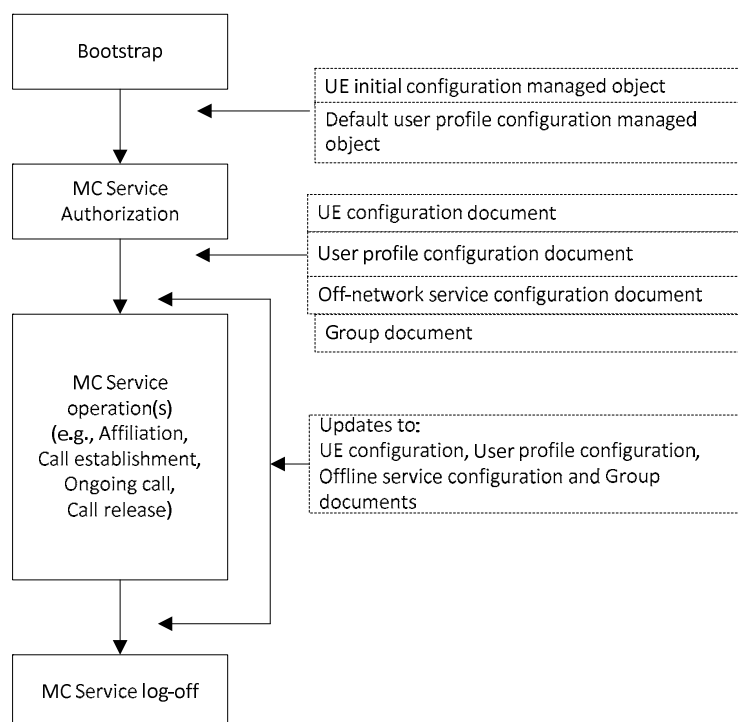 Bootstrap
UE initial configuration managed object
Default user profile configuration managed
object
MC Service
Authorization
UE configuration document
User profile configuration document
Off-network service configuration document
Group document
MC Service
operation(s)
(e.g., Affiliation,
Call establishment,
Ongoing call,
Call release)
Updates to:
UE configuration, User profile configuration,
Offline service configuration and Group
documents
MC Service log-off